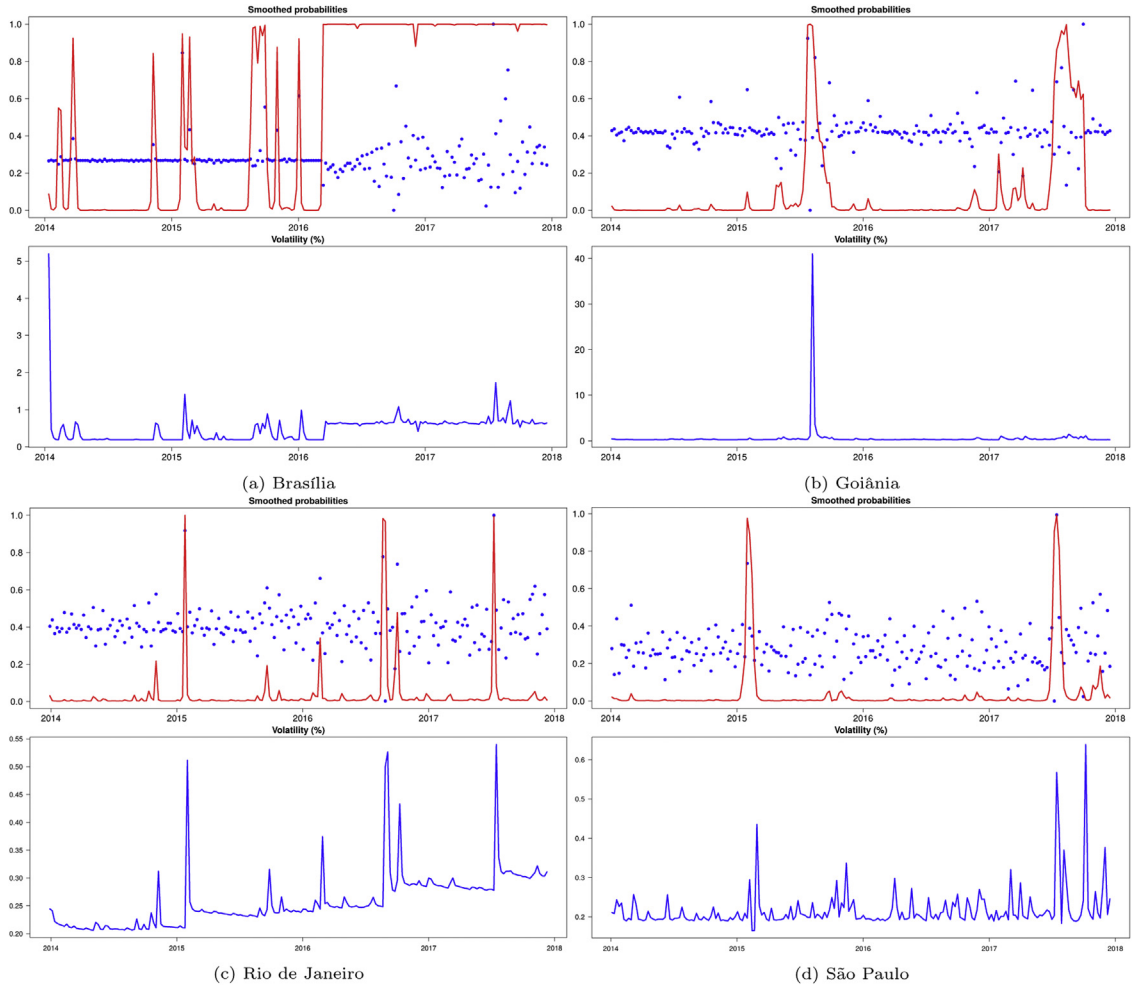 Smoothed probabilities
1.0
0.8
0.6
0.4
0.2
0.0
2014 2015 2016 2017 2018
Volatility (%)
5
4
3
2
1
0
2014 2015 2016 2017 2018
(a) Brasília
Smoothed probabilities
1.0
0.8
0.6
0.4
0.2
0.0
2014 2015 2016 2017 2018
Volatility (%)
40
30
20
10
0
2014 2015 2016 2017 2018
(b) Goiânia
Smoothed probabilities
1.0
0.8
0.6
0.4
0.2
0.0
2014 2015 2016 2017 2018
Volatility (%)
0.55
0.50
0.45
0.40
0.35
0.30
0.25
0.20
2014 2015 2016 2017 2018
(c) Rio de Janeiro
Smoothed probabilities
1.0
0.8
0.6
0.4
0.2
0.0
2014 2015 2016 2017 2018
Volatility (%)
0.6
0.5
0.4
0.3
0.2
2014 2015 2016 2017 2018
(d) São Paulo